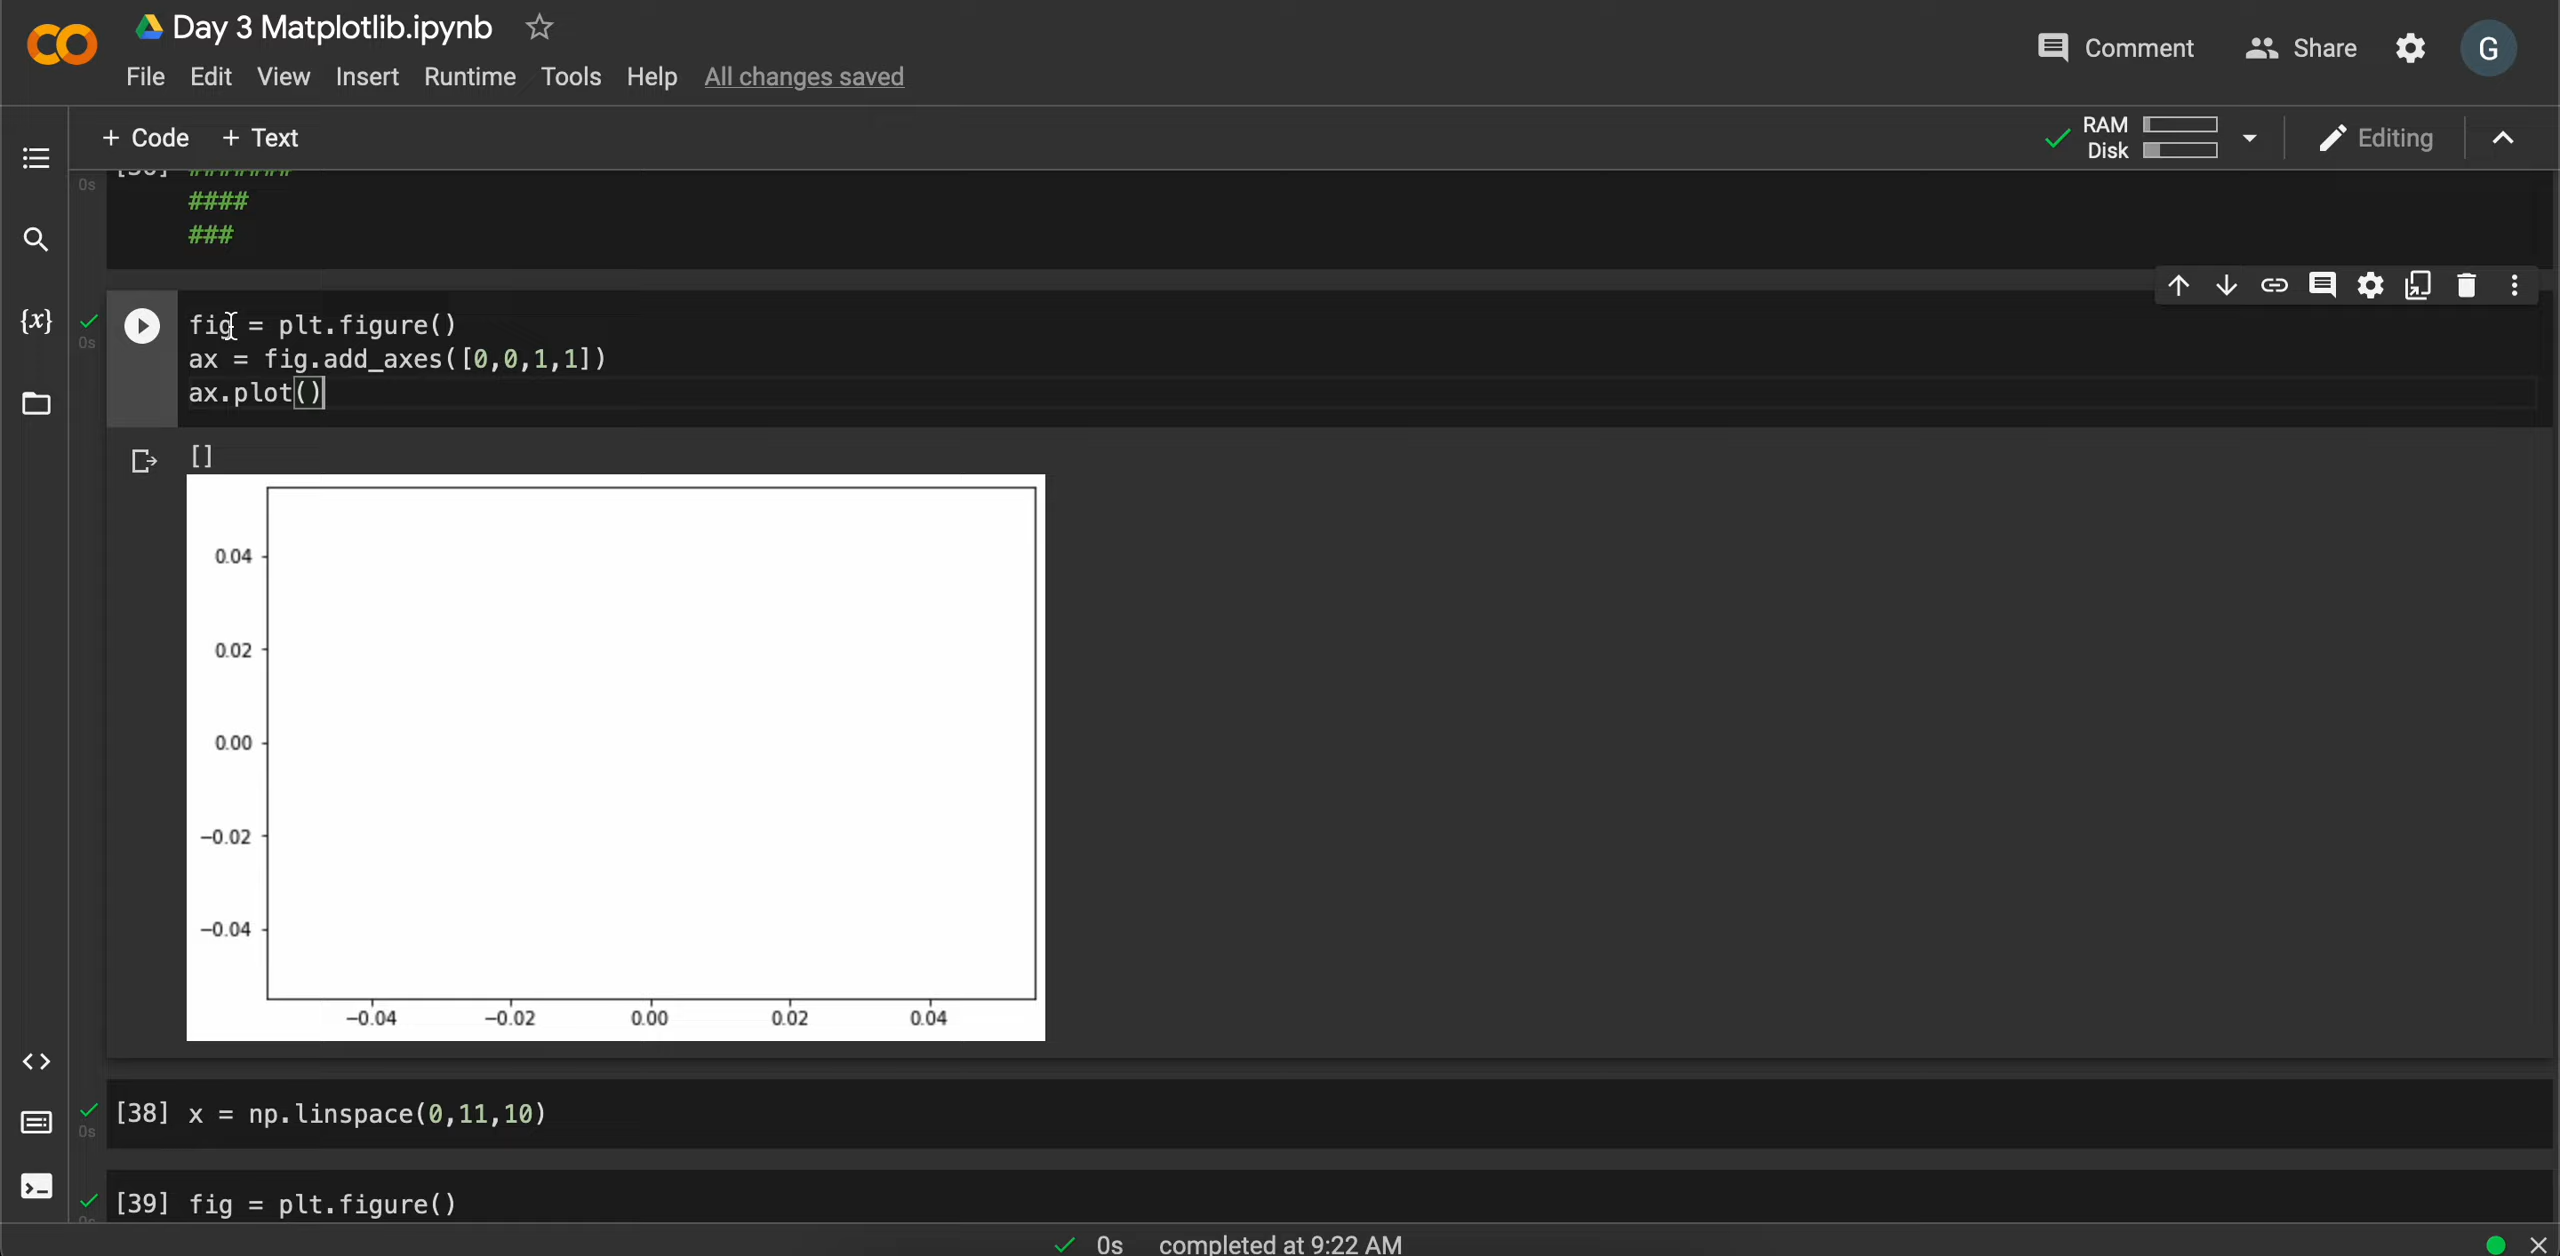 Day 3 Matplotlib.ipynb
File Edit View Insert Runtime Tools Help All changes saved
Comment Share G
+ Code + Text
RAM
Disk
Editing
[36] #######
0s
####
###
{x}
0s
fig = plt.figure()
ax = fig.add_axes([0,0,1,1])
ax.plot()
[]
0.04
0.02
0.00
−0.02
−0.04
−0.04 −0.02 0.00 0.02 0.04
[38] x = np.linspace(0,11,10)
0s
[39] fig = plt.figure()
0s
0s completed at 9:22 AM